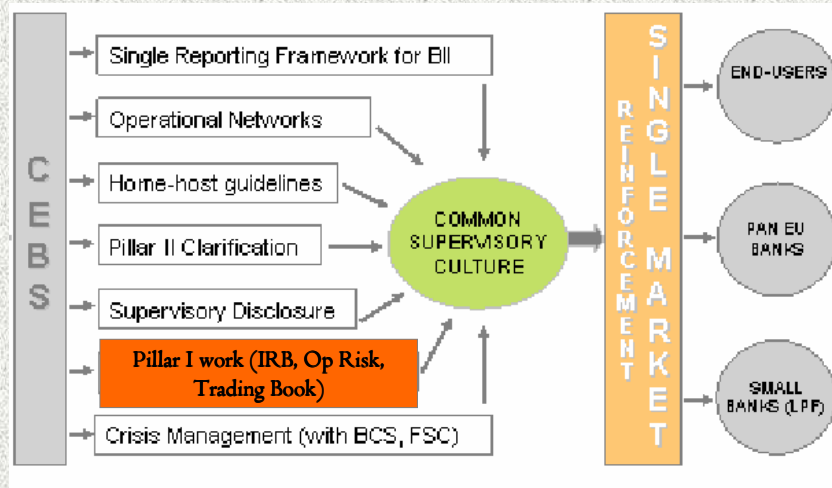 CEBS
Single Reporting Framework for BII
Operational Networks
Home-host guidelines
Pillar II Clarification
Supervisory Disclosure
Pillar I work (IRB, Op Risk,
Trading Book)
Crisis Management (with BCS, FSC)
COMMON
SUPERVISORY
CULTURE
REINFORCEMENT
SINGLE MARKET
END-USERS
PAN EU
BANKS
SMALL
BANKS (LPF)